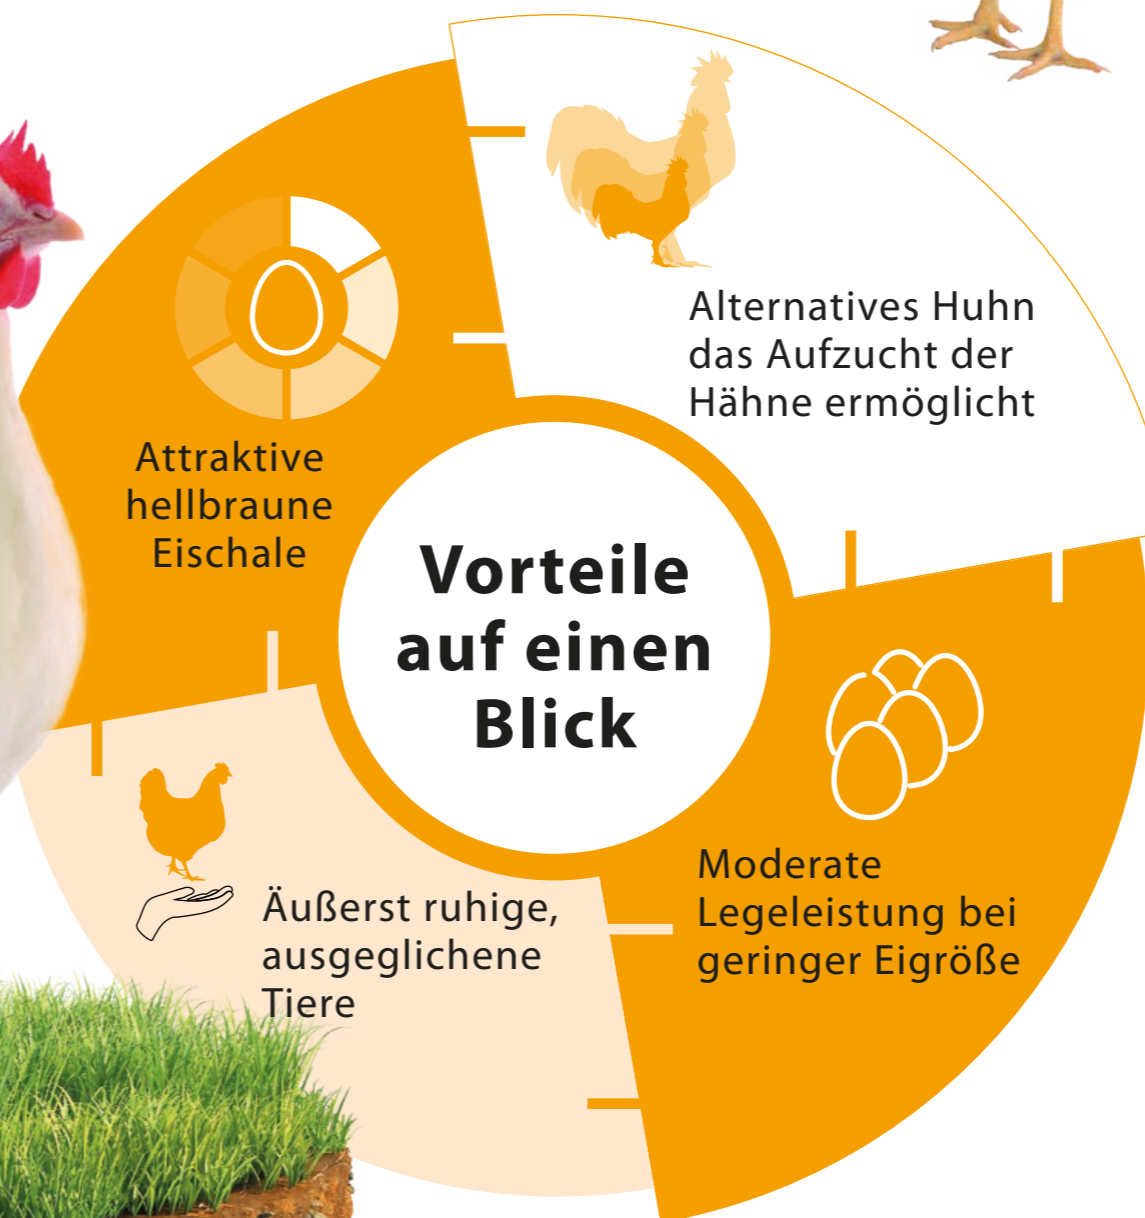 Alternatives Huhn
das Aufzucht der
Hähne ermöglicht
Attraktive
hellbraune
Eischale
Vorteile
auf einen
Blick
Moderate
Legeleistung bei
geringer Eigröße
Äußerst ruhige,
ausgeglichene
Tiere